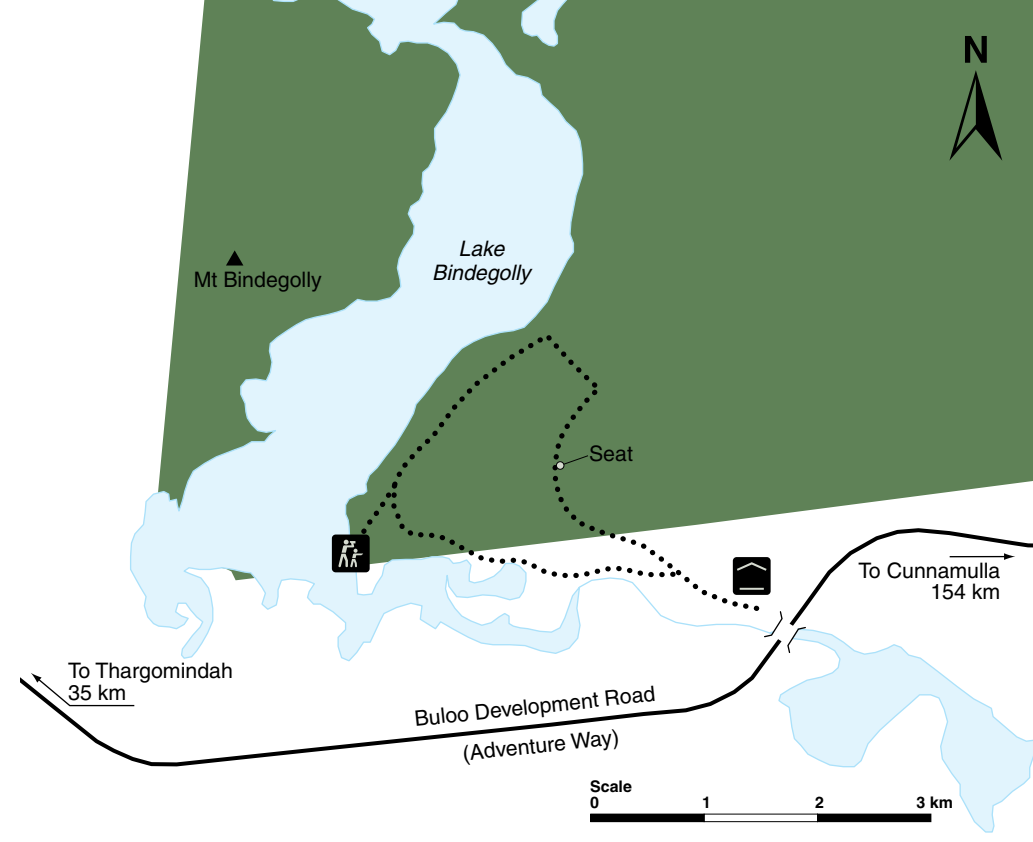 N
Lake
Bindegolly
Mt Bindegolly
Seat
To Cunnamulla
154 km
To Thargomindah
35 km
Buloo Development Road
(Adventure Way)
Scale
0 1 2 3 km